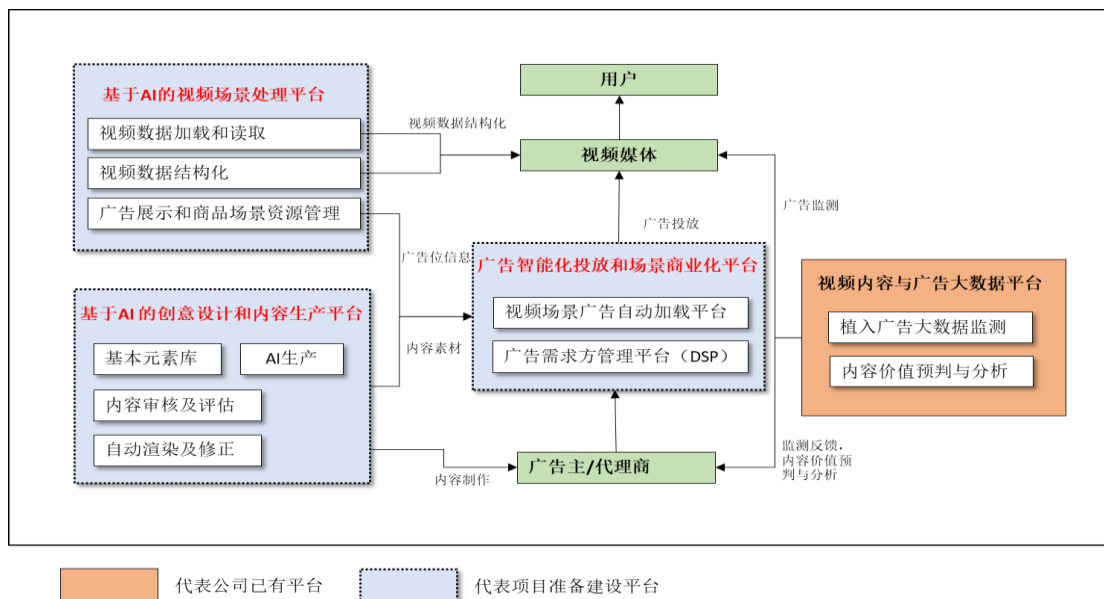 基于AI的视频场景处理平台
视频数据加载和读取
视频数据结构化
广告展示和商品场景资源管理
视频数据结构化
用户
视频媒体
广告监测
广告投放
广告位信息
广告智能化投放和场景商业化平台
视频场景广告自动加载平台
广告需求方管理平台（DSP）
视频内容与广告大数据平台
植入广告大数据监测
内容价值预判与分析
基于AI的创意设计和内容生产平台
基本元素库
AI生产
内容审核及评估
自动渲染及修正
内容素材
内容制作
广告主/代理商
监测反馈，
内容价值预
判与分析
代表公司已有平台
代表项目准备建设平台